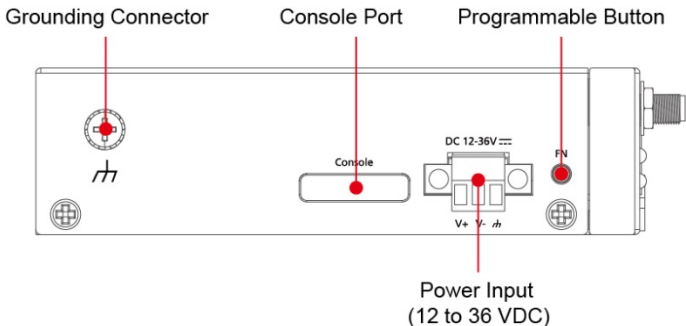 Grounding Connector
Console Port
Programmable Button
DC 12-36V
Console
FN
V+ V-
Power Input
(12 to 36 VDC)